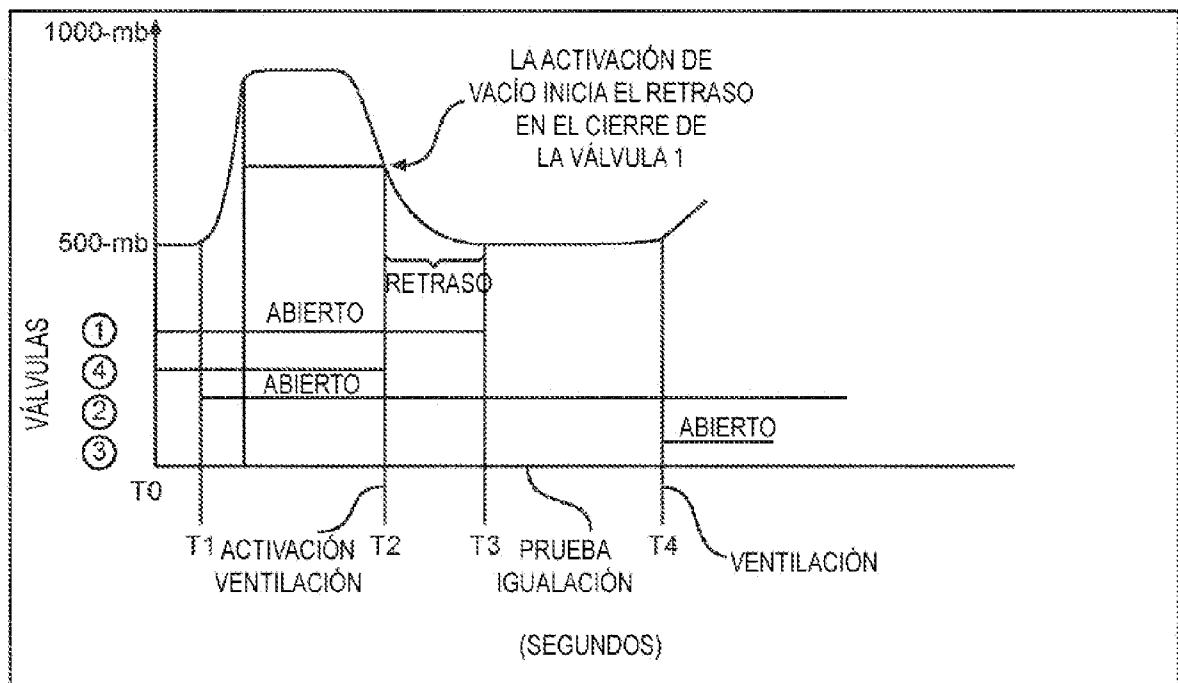 1000-mb
LA ACTIVACIÓN DE
VACÍO INICIA EL RETRASO
EN EL CIERRE DE
LA VÁLVULA 1
500-mb
RETRASO
VÁLVULAS
1
ABIERTO
4
ABIERTO
2
3
ABIERTO
T0
T1
ACTIVACIÓN
VENTILACIÓN
T2
T3
PRUEBA
IGUALACIÓN
T4
VENTILACIÓN
(SEGUNDOS)